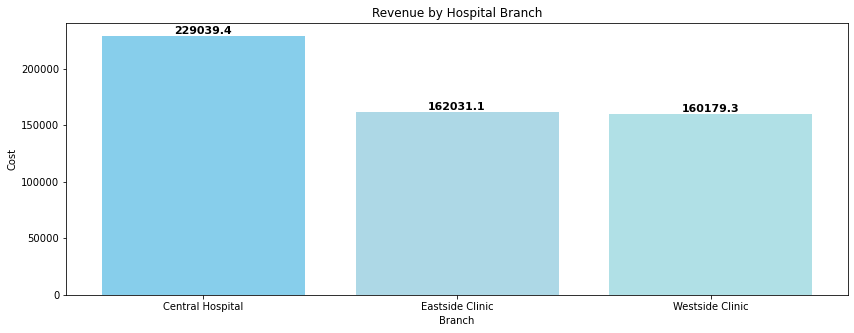 Revenue by Hospital Branch
229039.4
162031.1
160179.3
200000
150000
100000
50000
0
Cost
Central Hospital
Eastside Clinic
Westside Clinic
Branch